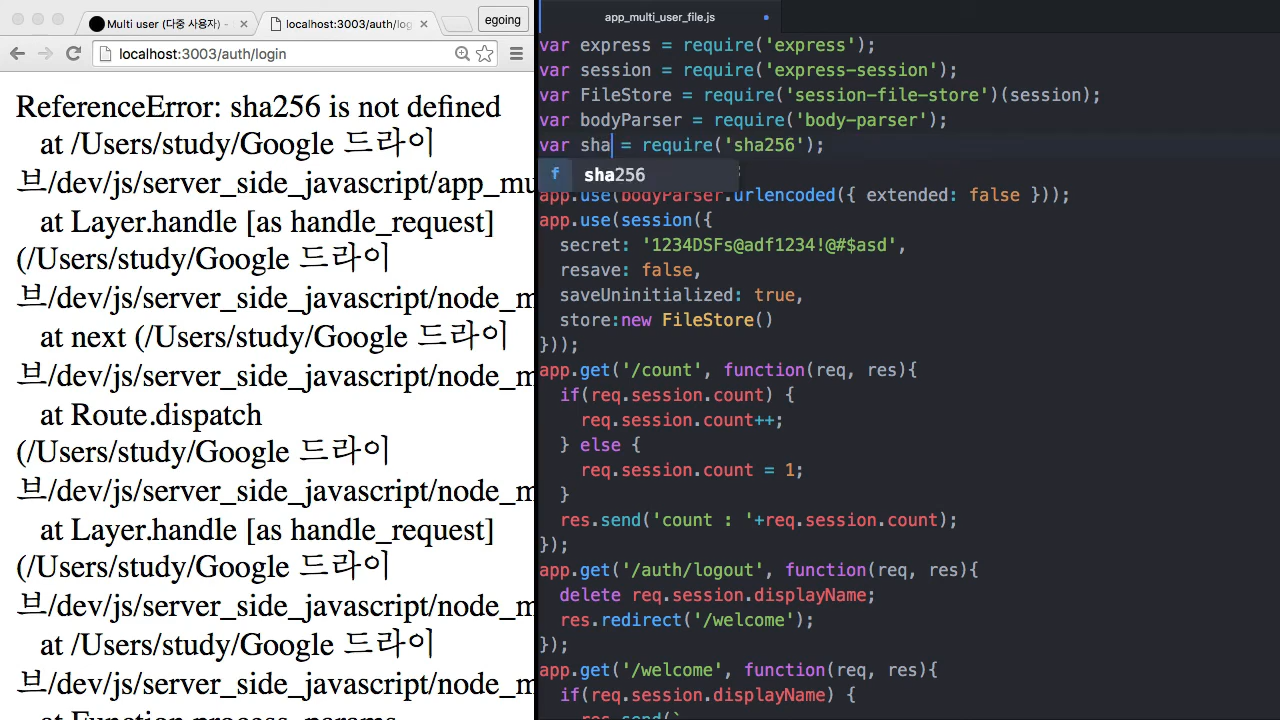 Multi user (다중 사용자) -
localhost:3003/auth/log
egoing
localhost:3003/auth/login
ReferenceError: sha256 is not defined
at /Users/study/Google 드라이
브/dev/js/server_side_javascript/app_mu
at Layer.handle [as handle_request]
(/Users/study/Google 드라이
브/dev/js/server_side_javascript/node_m
at next (/Users/study/Google 드라이
브/dev/js/server_side_javascript/node_m
at Route.dispatch
(/Users/study/Google 드라이
브/dev/js/server_side_javascript/node_m
at Layer.handle [as handle_request]
(/Users/study/Google 드라이
브/dev/js/server_side_javascript/node_m
at /Users/study/Google 드라이
브/dev/js/server_side_javascript/node_m
at Function.process_params
app_multi_user_file.js
var express = require('express');
var session = require('express-session');
var FileStore = require('session-file-store')(session);
var bodyParser = require('body-parser');
var sha = require('sha256');
f sha256
app.use(bodyParser.urlencoded({ extended: false }));
app.use(session({
secret: '1234DSFs@adf1234!@#$asd',
resave: false,
saveUninitialized: true,
store:new FileStore()
}));
app.get('/count', function(req, res){
if(req.session.count) {
req.session.count++;
} else {
req.session.count = 1;
}
res.send('count : '+req.session.count);
});
app.get('/auth/logout', function(req, res){
delete req.session.displayName;
res.redirect('/welcome');
});
app.get('/welcome', function(req, res){
if(req.session.displayName) {
res.send(`